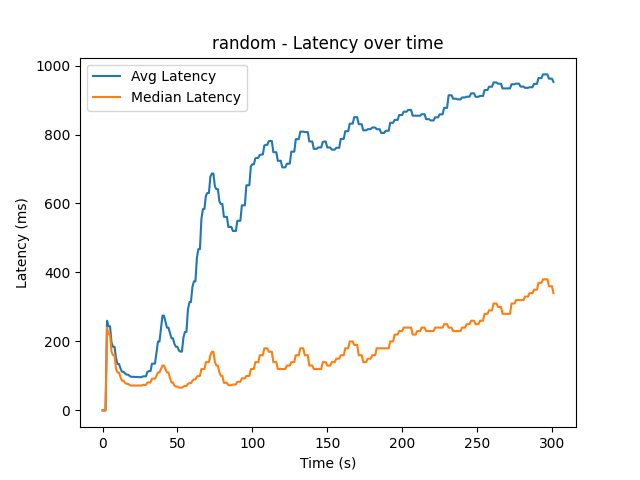 random - Latency over time
Avg Latency
Median Latency
1000
800
600
400
200
0
Latency (ms)
0 50 100 150 200 250 300
Time (s)